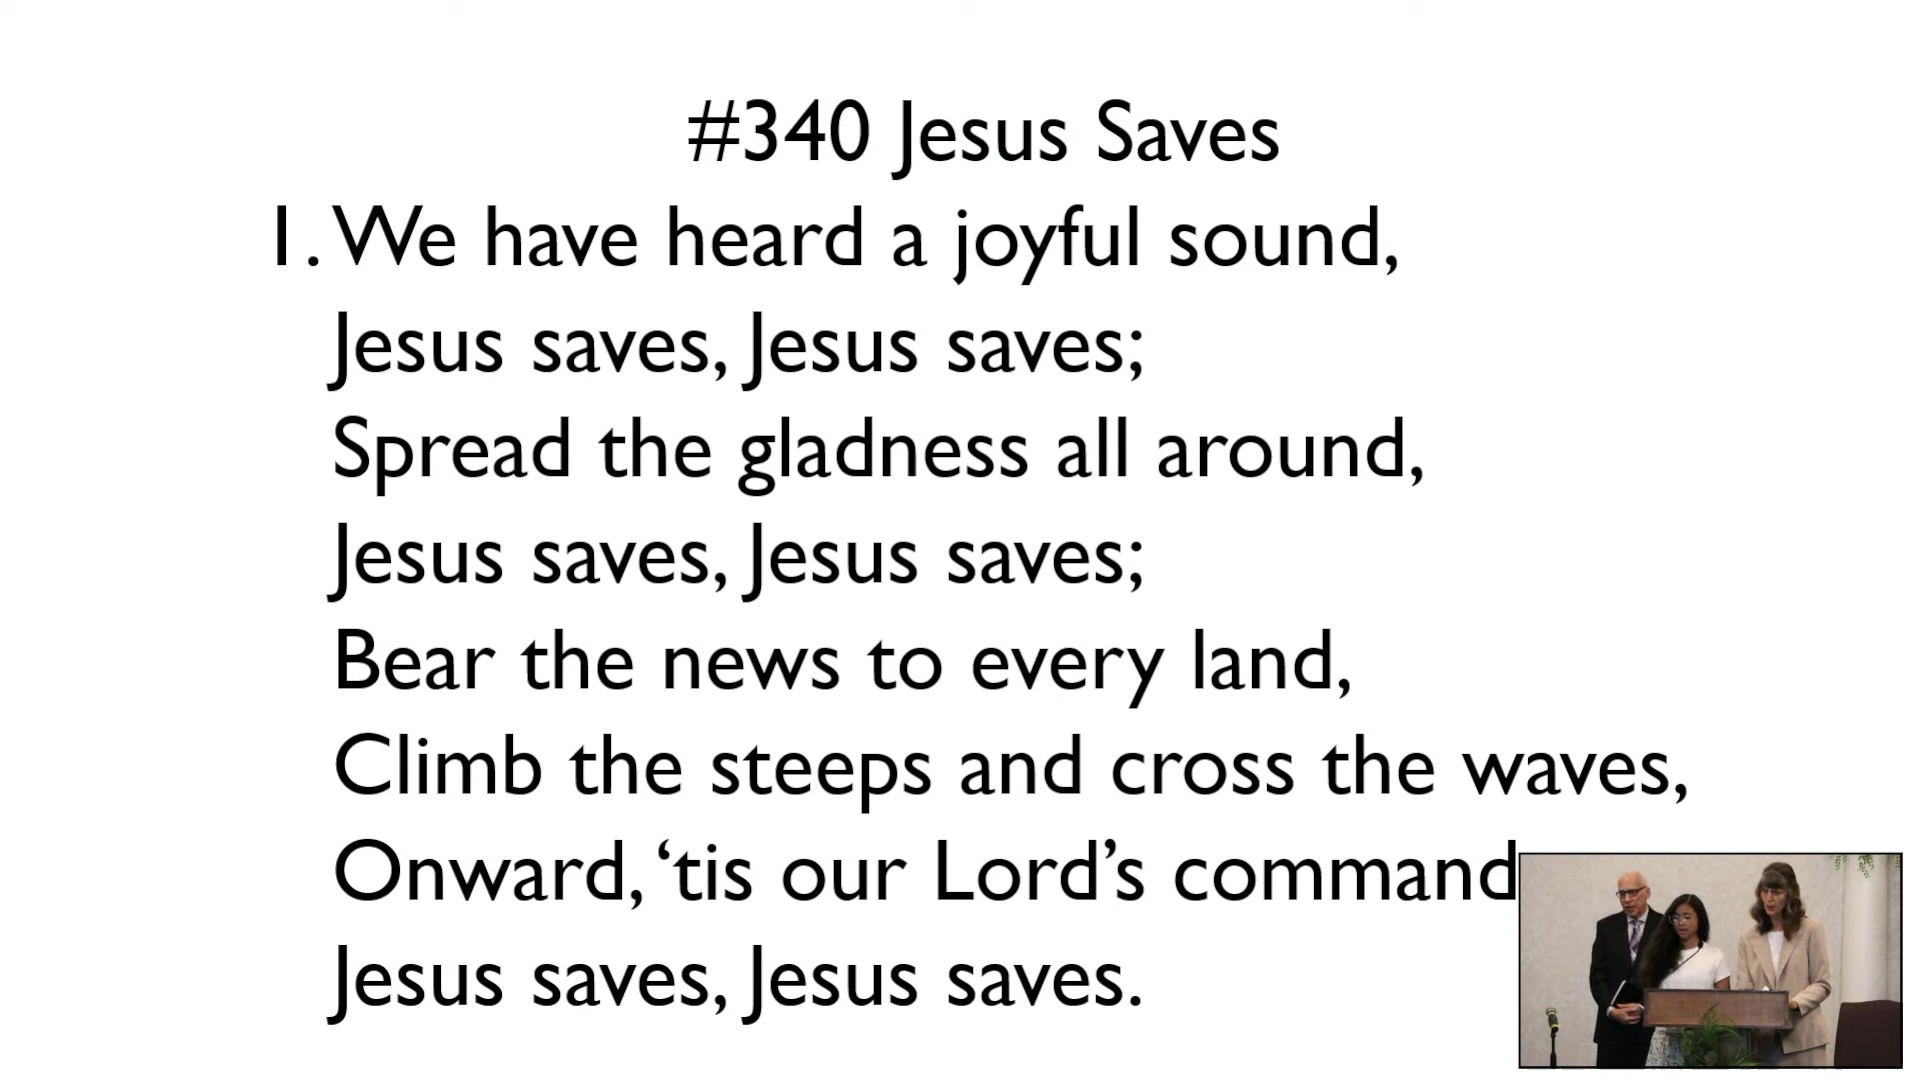 #340 Jesus Saves
1. We have heard a joyful sound,
Jesus saves, Jesus saves;
Spread the gladness all around,
Jesus saves, Jesus saves;
Bear the news to every land,
Climb the steeps and cross the waves,
Onward, ‘tis our Lord’s command
Jesus saves, Jesus saves.